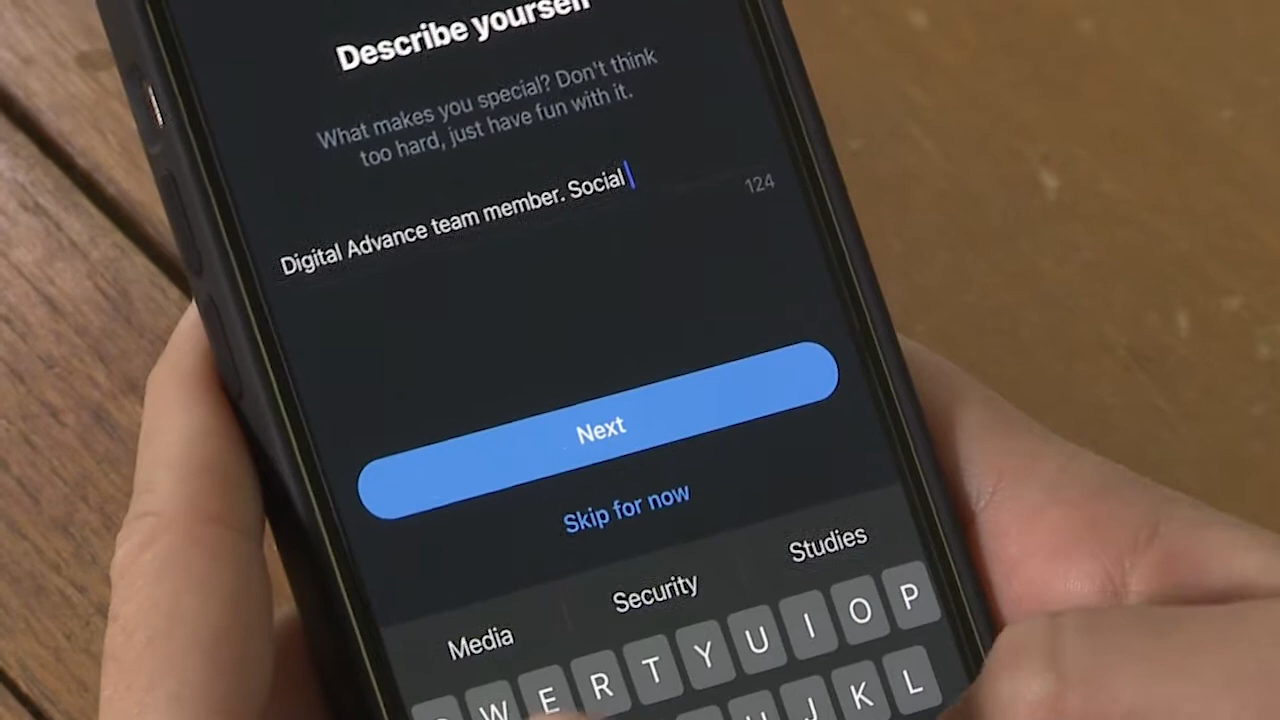 Describe yourself
What makes you special? Don't think
too hard, just have fun with it.
Digital Advance team member. Social
124
Next
Skip for now
Media Security Studies
W E R T Y U I O P
J K L